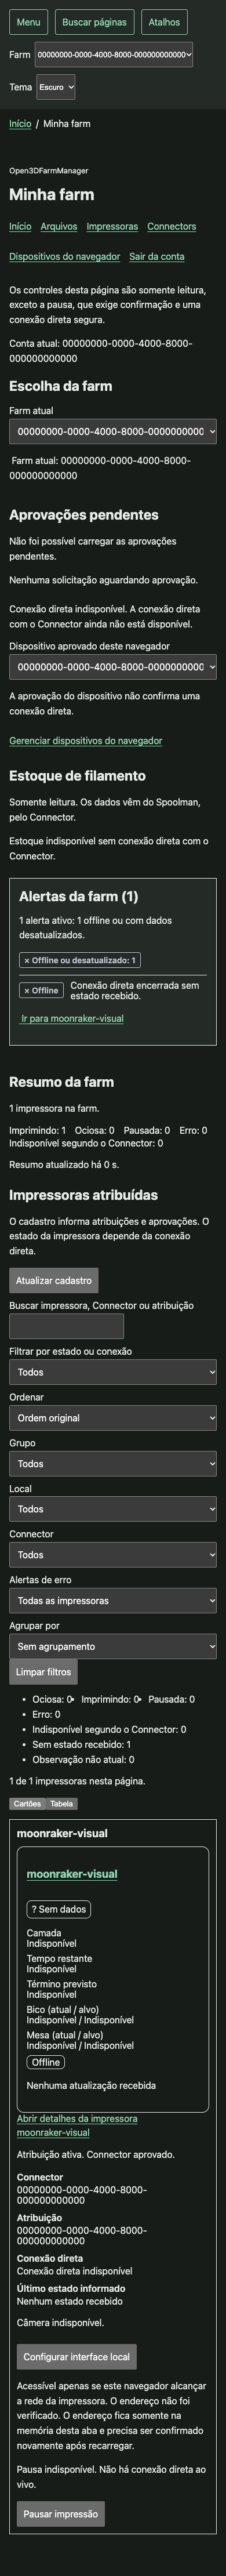 Menu Buscar páginas Atalhos
Farm 00000000-0000-4000-8000-000000000000
Tema Escuro
Início / Minha farm
Open3DFarmManager
Minha farm
Início Arquivos Impressoras Connectors
Dispositivos do navegador Sair da conta
Os controles desta página são somente leitura,
exceto a pausa, que exige confirmação e uma
conexão direta segura.
Conta atual: 00000000-0000-4000-8000-
000000000000
Escolha da farm
Farm atual
00000000-0000-4000-8000-000000000000
Farm atual: 00000000-0000-4000-8000-
000000000000
Aprovações pendentes
Não foi possível carregar as aprovações
pendentes.
Nenhuma solicitação aguardando aprovação.
Conexão direta indisponível. A conexão direta
com o Connector ainda não está disponível.
Dispositivo aprovado deste navegador
00000000-0000-4000-8000-000000000000
A aprovação do dispositivo não confirma uma
conexão direta.
Gerenciar dispositivos do navegador
Estoque de filamento
Somente leitura. Os dados vêm do Spoolman,
pelo Connector.
Estoque indisponível sem conexão direta com o
Connector.
Alertas da farm (1)
1 alerta ativo: 1 offline ou com dados
desatualizados.
× Offline ou desatualizado: 1
× Offline Conexão direta encerrada sem
estado recebido.
Ir para moonraker-visual
Resumo da farm
1 impressora na farm.
Imprimindo: 1 Ociosa: 0 Pausada: 0 Erro: 0
Indisponível segundo o Connector: 0
Resumo atualizado há 0 s.
Impressoras atribuídas
O cadastro informa atribuições e aprovações. O
estado da impressora depende da conexão
direta.
Atualizar cadastro
Buscar impressora, Connector ou atribuição
Filtrar por estado ou conexão
Todos
Ordenar
Ordem original
Grupo
Todos
Local
Todos
Connector
Todos
Alertas de erro
Todas as impressoras
Agrupar por
Sem agrupamento
Limpar filtros
• Ociosa: 0 • Imprimindo: 0 • Pausada: 0
• Erro: 0
• Indisponível segundo o Connector: 0
• Sem estado recebido: 1
• Observação não atual: 0
1 de 1 impressoras nesta página.
Cartões Tabela
moonraker-visual
moonraker-visual
? Sem dados
Camada
Indisponível
Tempo restante
Indisponível
Término previsto
Indisponível
Bico (atual / alvo)
Indisponível / Indisponível
Mesa (atual / alvo)
Indisponível / Indisponível
Offline
Nenhuma atualização recebida
Abrir detalhes da impressora
moonraker-visual
Atribuição ativa. Connector aprovado.
Connector
00000000-0000-4000-8000-
000000000000
Atribuição
00000000-0000-4000-8000-
000000000000
Conexão direta
Conexão direta indisponível
Último estado informado
Nenhum estado recebido
Câmera indisponível.
Configurar interface local
Acessível apenas se este navegador alcançar
a rede da impressora. O endereço não foi
verificado. O endereço fica somente na
memória desta aba e precisa ser confirmado
novamente após recarregar.
Pausa indisponível. Não há conexão direta ao
vivo.
Pausar impressão